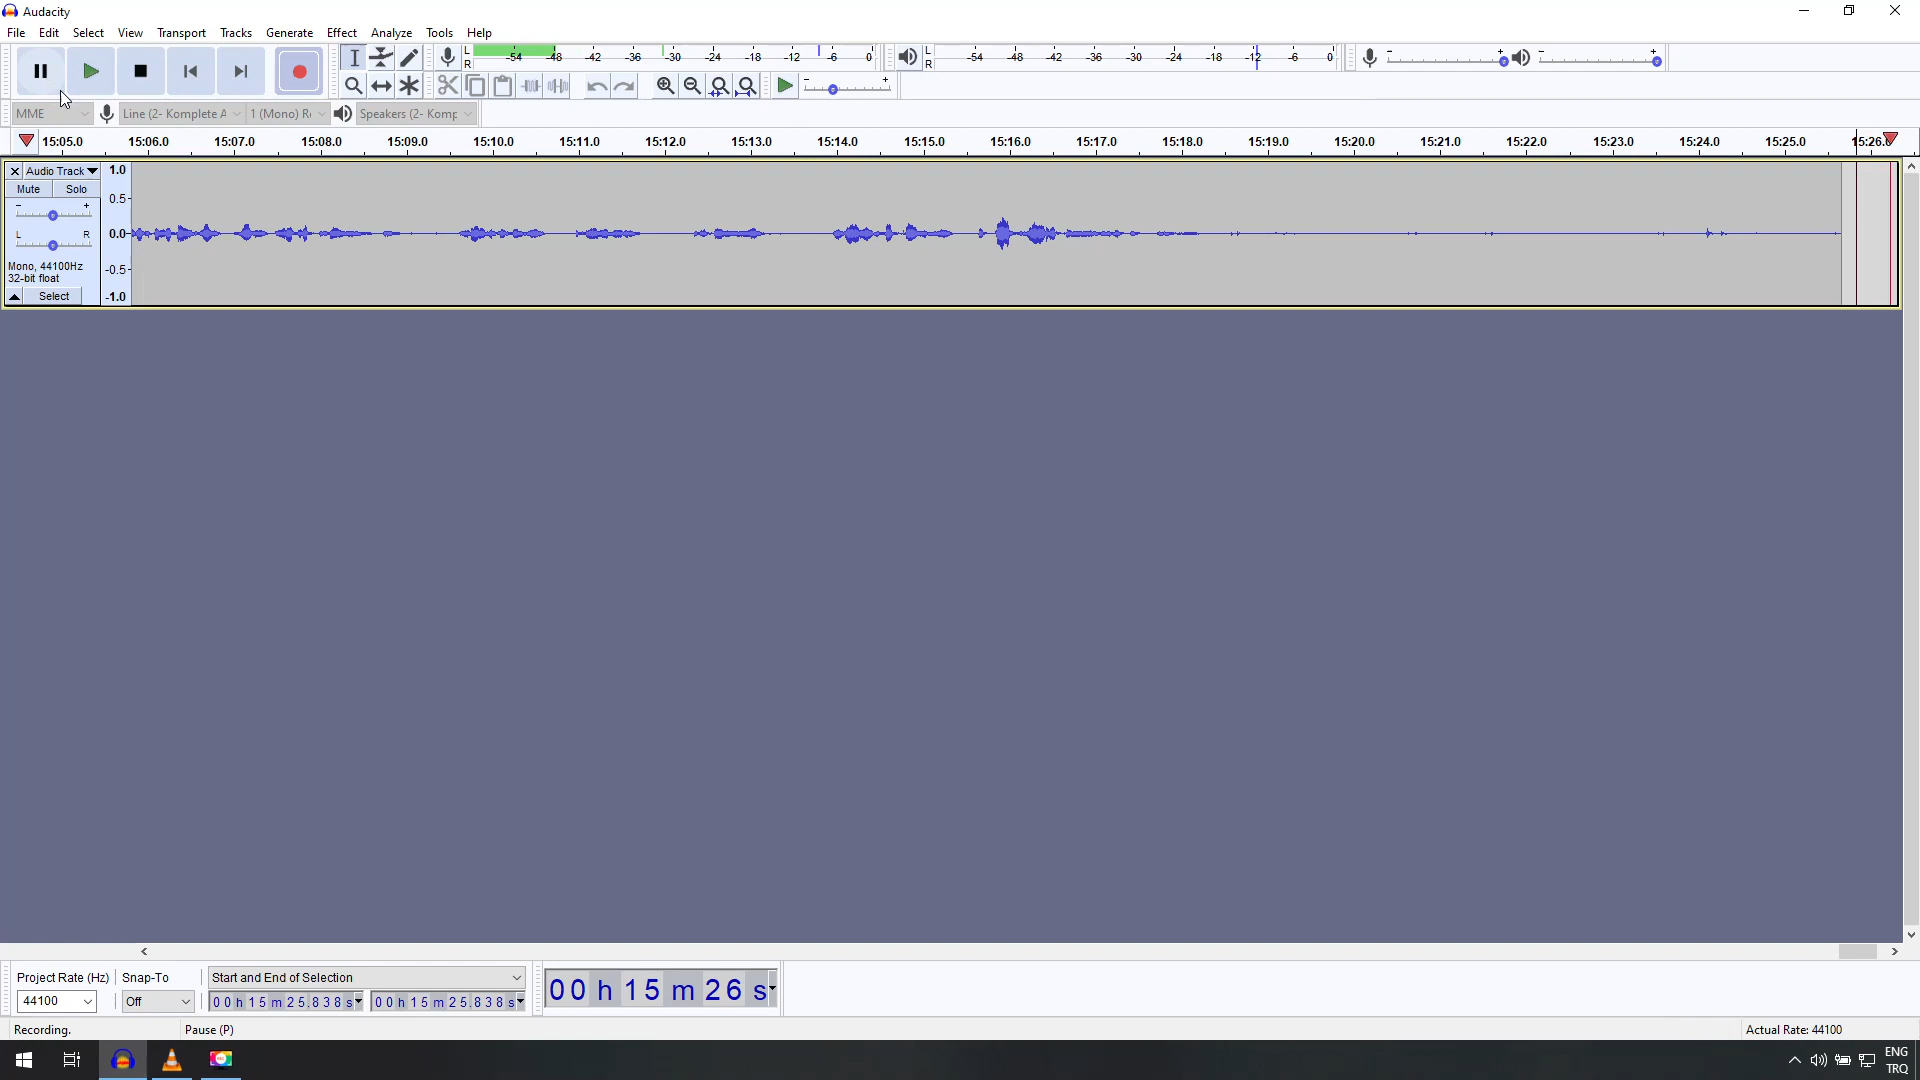 Audacity
File Edit Select View Transport Tracks Generate Effect Analyze Tools Help
L R -54 -48 -42 -36 -30 -24 -18 -12 -6 0
L R -54 -48 -42 -36 -30 -24 -18 -12 -6 0
MME Line (2- Komplete A 1 (Mono) R Speakers (2- Komp
15:05.0 15:06.0 15:07.0 15:08.0 15:09.0 15:10.0 15:11.0 15:12.0 15:13.0 15:14.0 15:15.0 15:16.0 15:17.0 15:18.0 15:19.0 15:20.0 15:21.0 15:22.0 15:23.0 15:24.0 15:25.0 15:26.0
Audio Track 1.0
Mute Solo 0.5
L R 0.0
Mono, 44100Hz -0.5
32-bit float
Select -1.0
Project Rate (Hz) Snap-To Start and End of Selection
44100 Off 00h15m25.838s 00h15m25.838s
00 h 15 m 26 s
Recording. Pause (P) Actual Rate: 44100
ENG
TRQ